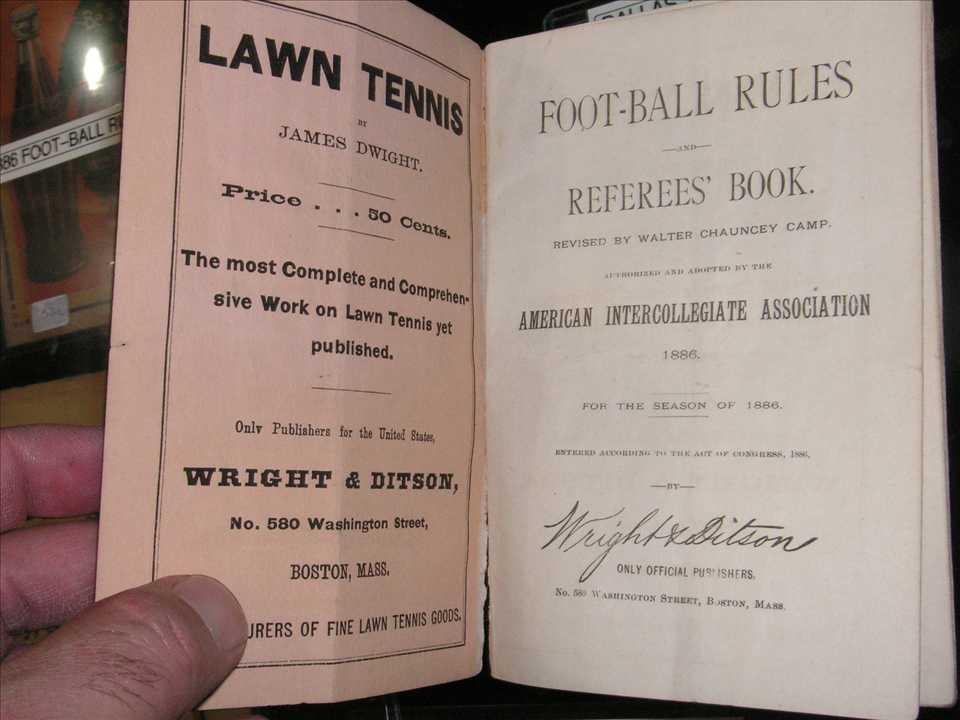 LAWN TENNIS
BY
JAMES DWIGHT.
Price . . . 50 Cents.
The most Complete and Comprehen-
sive Work on Lawn Tennis yet
published.
Only Publishers for the United States,
WRIGHT & DITSON,
No. 580 Washington Street,
BOSTON, MASS.
URERS OF FINE LAWN TENNIS GOODS.
FOOT-BALL RULES
—AND—
REFEREES' BOOK.
REVISED BY WALTER CHAUNCEY CAMP.
AUTHORIZED AND ADOPTED BY THE
AMERICAN INTERCOLLEGIATE ASSOCIATION
1886.
FOR THE SEASON OF 1886.
ENTERED ACCORDING TO THE ACT OF CONGRESS, 1886,
—BY—
Wright & Ditson
ONLY OFFICIAL PUBLISHERS,
No. 580 WASHINGTON STREET, BOSTON, MASS.
886 FOOT-BALL RU
DALLAS